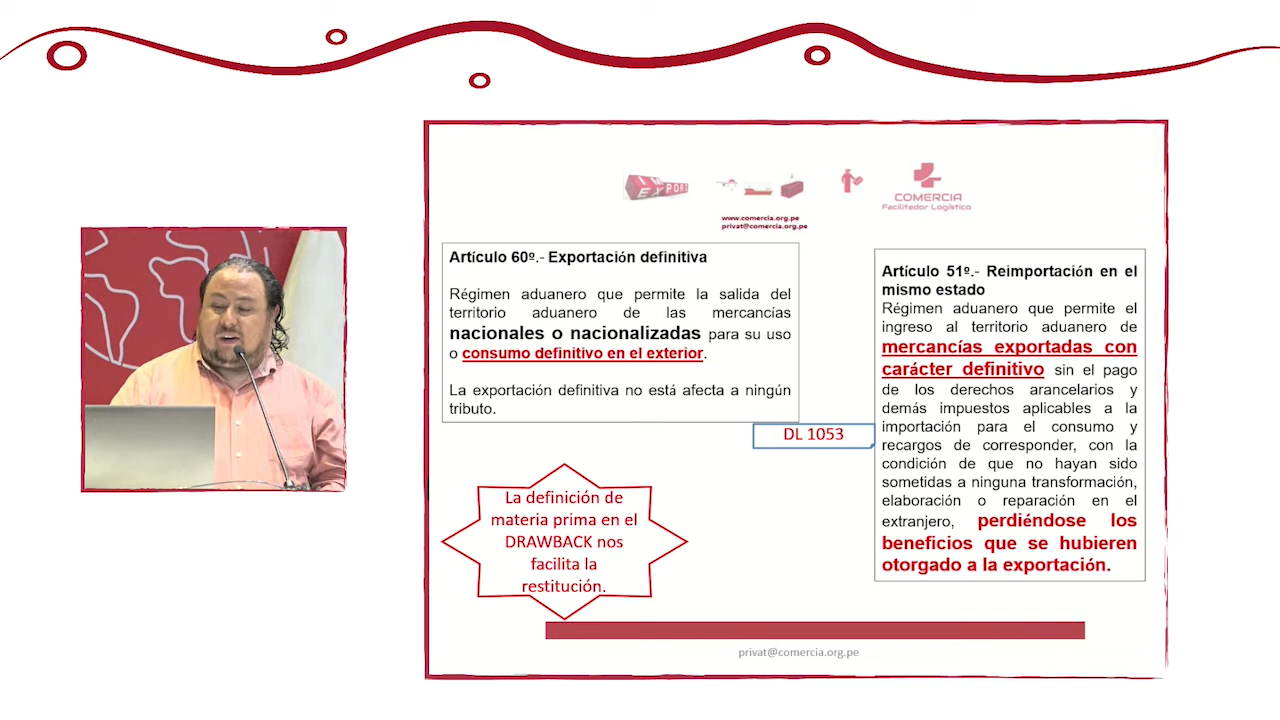 IM
EX PORT
COMERCIA
Facilitador Logístico
www.comercia.org.pe
privat@comercia.org.pe
Artículo 60º.- Exportación definitiva
Régimen aduanero que permite la salida del
territorio aduanero de las mercancías
nacionales o nacionalizadas para su uso
o consumo definitivo en el exterior.
La exportación definitiva no está afecta a ningún
tributo.
Artículo 51º.- Reimportación en el
mismo estado
Régimen aduanero que permite el
ingreso al territorio aduanero de
mercancías exportadas con
carácter definitivo sin el pago
de los derechos arancelarios y
demás impuestos aplicables a la
importación para el consumo y
recargos de corresponder, con la
condición de que no hayan sido
sometidas a ninguna transformación,
elaboración o reparación en el
extranjero, perdiéndose los
beneficios que se hubieren
otorgado a la exportación.
DL 1053
La definición de
materia prima en el
DRAWBACK nos
facilita la
restitución.
privat@comercia.org.pe